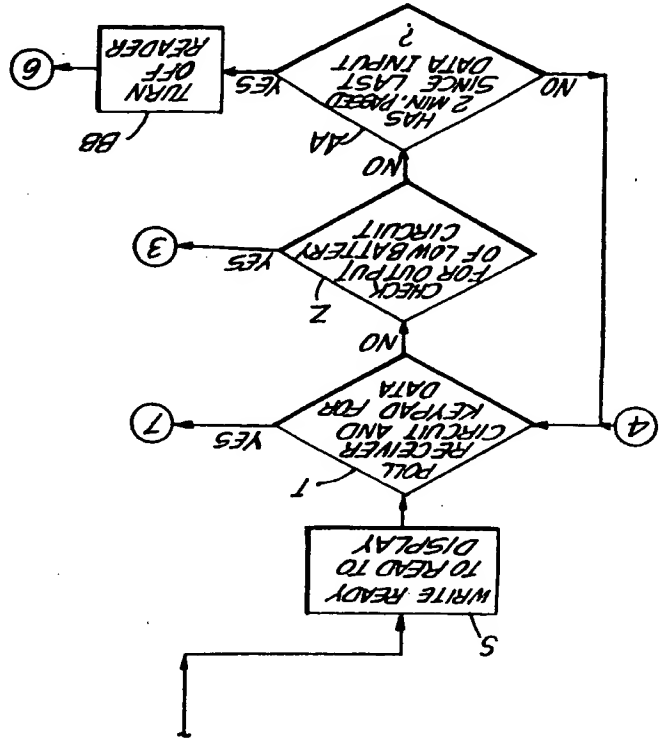 S
WRITE READY
TO READ TO
DISPLAY
T
POLL
RECEIVER
CIRCUIT AND
KEYPAD FOR
DATA
4
YES
7
NO
Z
CHECK
FOR OUTPUT
OF LOW BATTERY
CIRCUIT
YES
3
NO
AA
HAS
2 MIN. PASSED
SINCE LAST
DATA INPUT
?
NO
YES
BB
TURN
OFF
READER
6